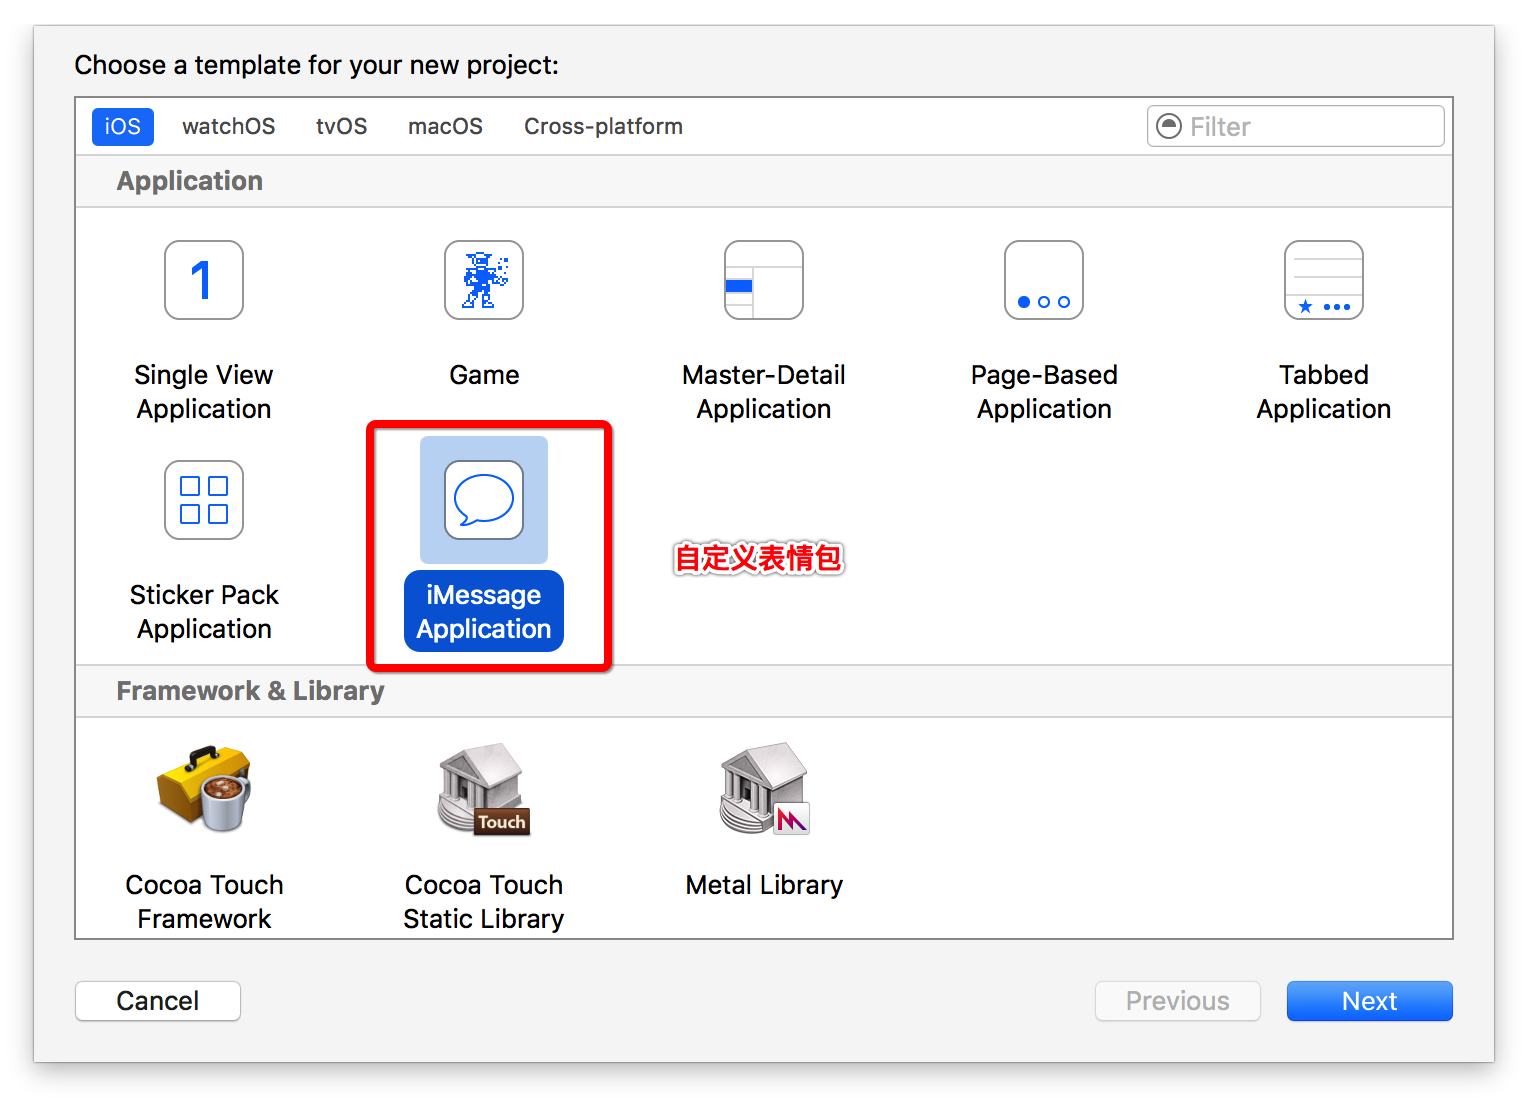 Choose a template for your new project:
iOS watchOS tvOS macOS Cross-platform Filter
Application
1
Single View
Application
Game
Master-Detail
Application
Page-Based
Application
Tabbed
Application
Sticker Pack
Application
iMessage
Application
自定义表情包
Framework & Library
Touch
Cocoa Touch
Framework
Cocoa Touch
Static Library
Metal Library
Cancel Previous Next